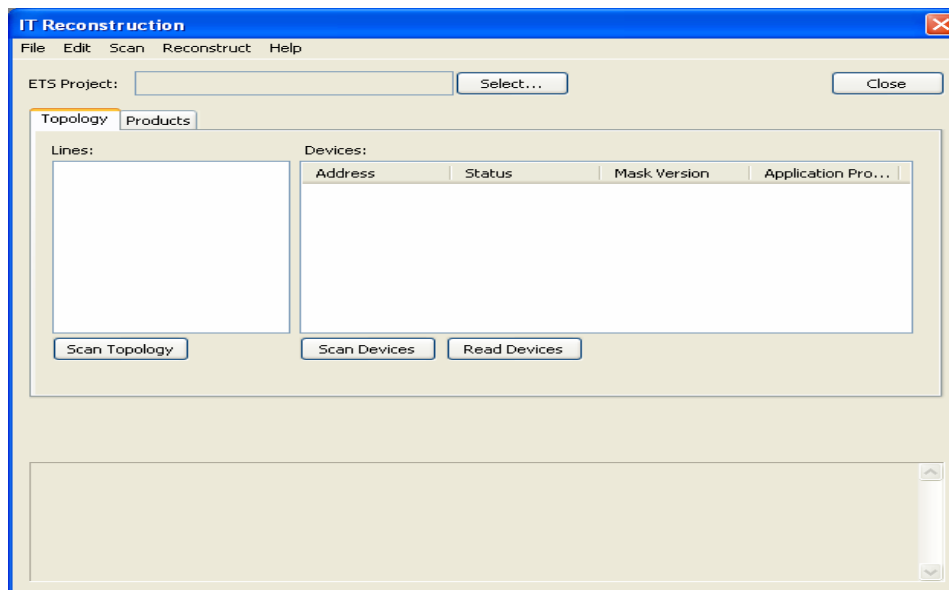 IT Reconstruction
File Edit Scan Reconstruct Help
ETS Project: Select... Close
Topology Products
Lines: Devices:
Address Status Mask Version Application Pro...
Scan Topology Scan Devices Read Devices